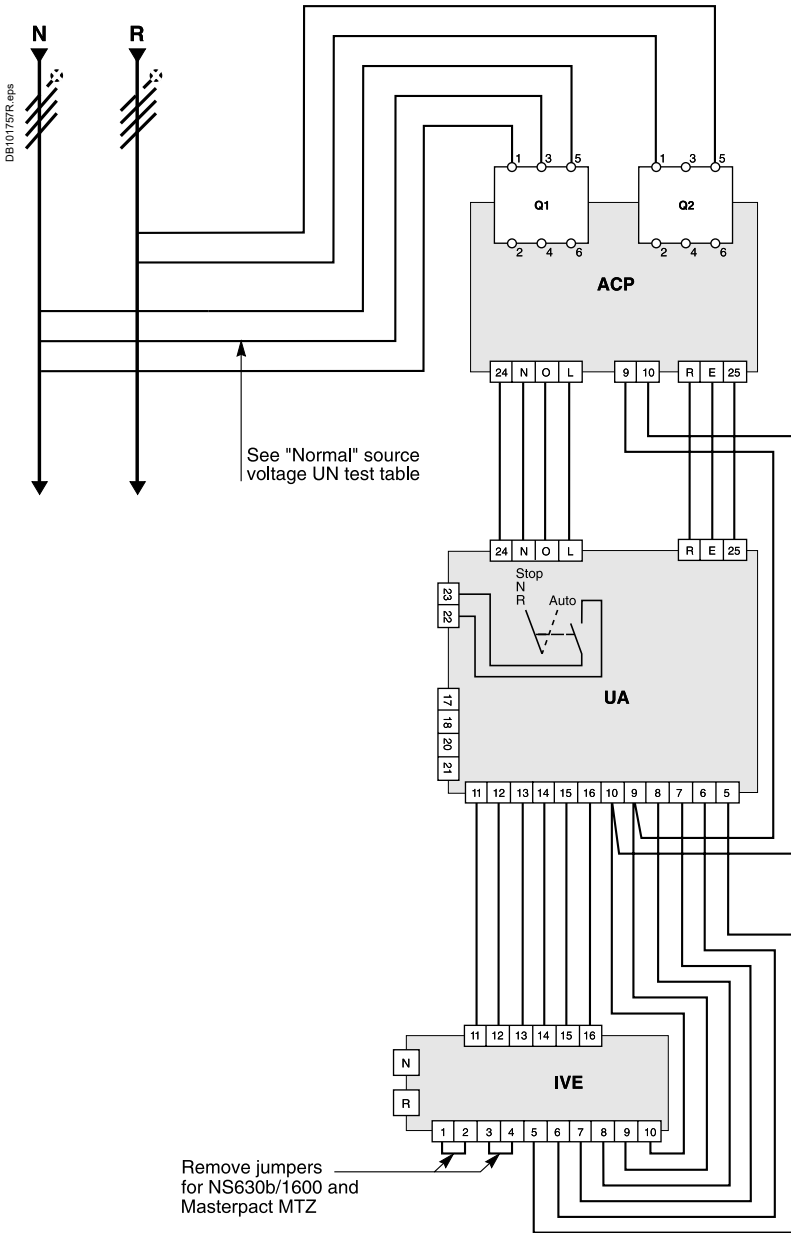 N R
DB101757R.eps
1 3 5 1 3 5
Q1 Q2
2 4 6 2 4 6
ACP
24 N O L 9 10 R E 25
See "Normal" source
voltage UN test table
24 N O L R E 25
Stop
N
R Auto
23
22
UA
17
18
20
21
11 12 13 14 15 16 10 9 8 7 6 5
11 12 13 14 15 16
N
IVE
R
1 2 3 4 5 6 7 8 9 10
Remove jumpers
for NS630b/1600 and
Masterpact MTZ